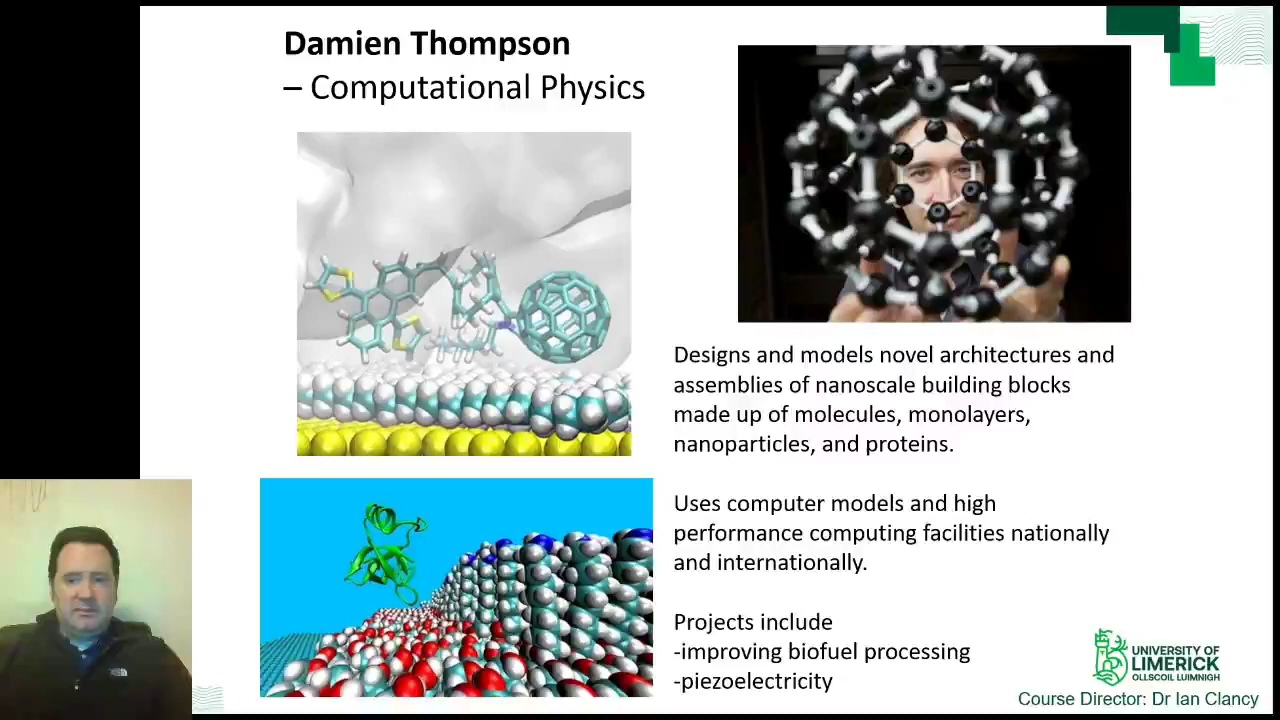 Damien Thompson
– Computational Physics
Designs and models novel architectures and
assemblies of nanoscale building blocks
made up of molecules, monolayers,
nanoparticles, and proteins.
Uses computer models and high
performance computing facilities nationally
and internationally.
Projects include
-improving biofuel processing
-piezoelectricity
UNIVERSITY OF
LIMERICK
OLLSCOIL LUIMNIGH
Course Director: Dr Ian Clancy